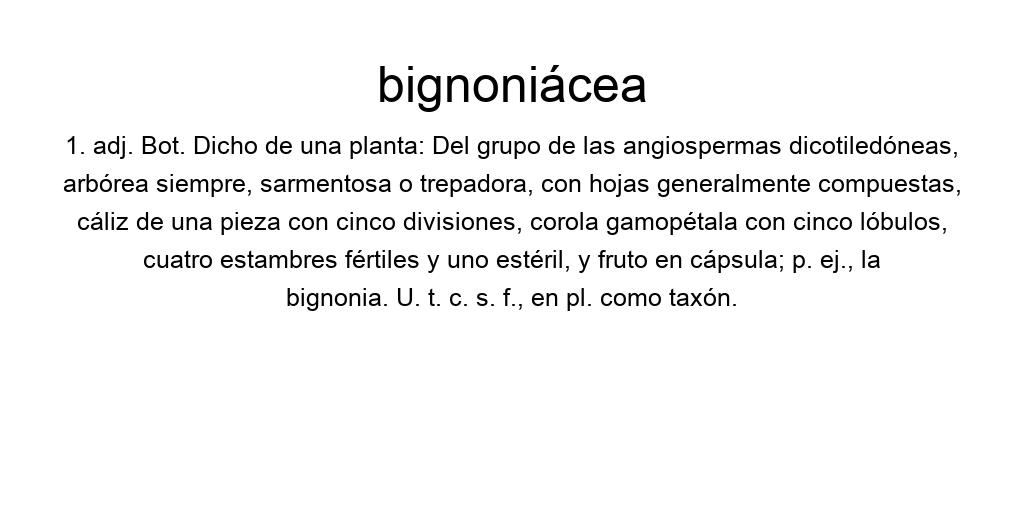 bignoniácea
1. adj. Bot. Dicho de una planta: Del grupo de las angiospermas dicotiledóneas,
arbórea siempre, sarmentosa o trepadora, con hojas generalmente compuestas,
cáliz de una pieza con cinco divisiones, corola gamopétala con cinco lóbulos,
cuatro estambres fértiles y uno estéril, y fruto en cápsula; p. ej., la
bignonia. U. t. c. s. f., en pl. como taxón.